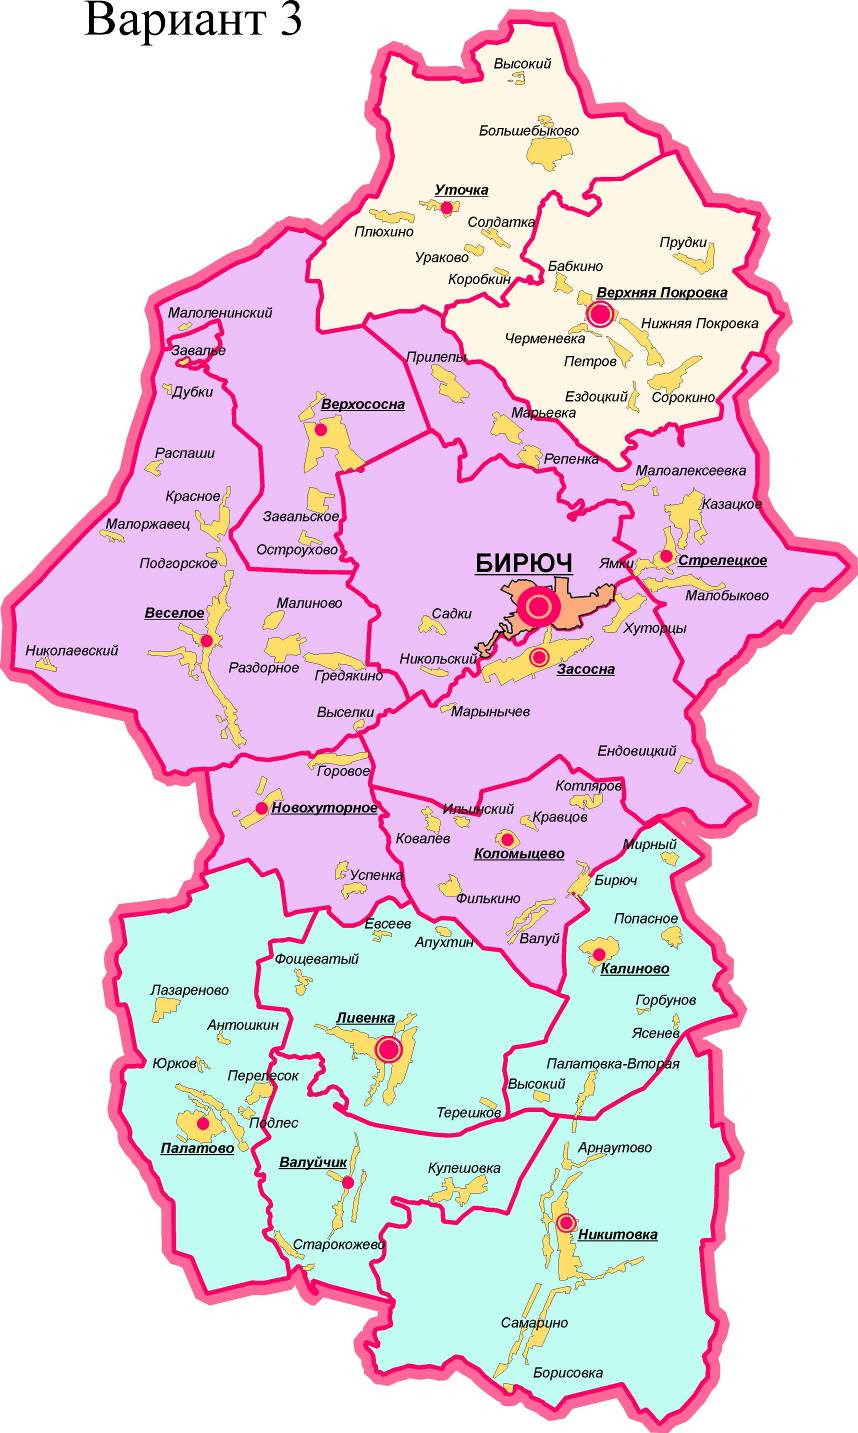 Вариант 3
Высокий
Большебыково
Уточка
Плюхино
Солдатка
Ураково
Коробкин
Прудки
Бабкино
Верхняя Покровка
Нижняя Покровка
Черменевка
Петров
Ездоцкий
Сорокино
Малоленинский
Завалье
Дубки
Прилепы
Верхососна
Марьевка
Репенка
Распаши
Красное
Малоржавец
Завальское
Остроухово
Подгорское
Малоалексеевка
Казацкое
Ямки
Стрелецкое
Малобыково
БИРЮЧ
Веселое
Малиново
Садки
Хуторцы
Николаевский
Раздорное
Гредякино
Никольский
Засосна
Выселки
Марынычев
Ендовицкий
Горовое
Новохуторное
Котляров
Ильинский
Кравцов
Ковалев
Коломыцево
Мирный
Успенка
Филькино
Бирюч
Валуй
Попасное
Евсеев
Апухтин
Фощеватый
Калиново
Лазареново
Горбунов
Ливенка
Антошкин
Ясенев
Юрков
Перелесок
Палатовка-Вторая
Высокий
Терешков
Подлес
Палатово
Валуйчик
Кулешовка
Арнаутово
Старокожево
Никитовка
Самарино
Борисовка